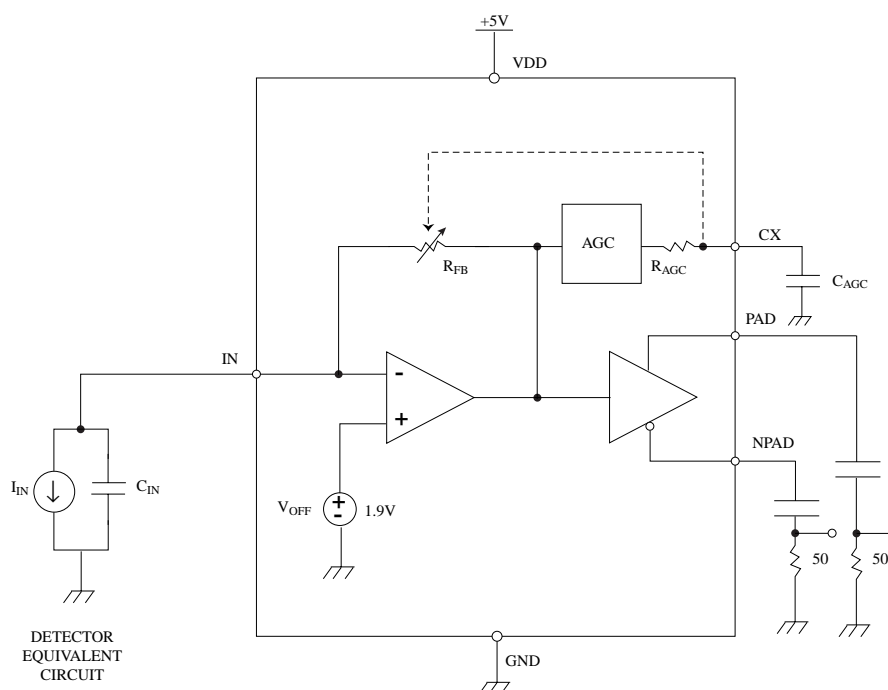 +5V
VDD
AGC
CX
R_FB
R_AGC
C_AGC
PAD
IN
-
+
NPAD
I_IN
C_IN
V_OFF
+
-
1.9V
50
50
DETECTOR
EQUIVALENT
CIRCUIT
GND